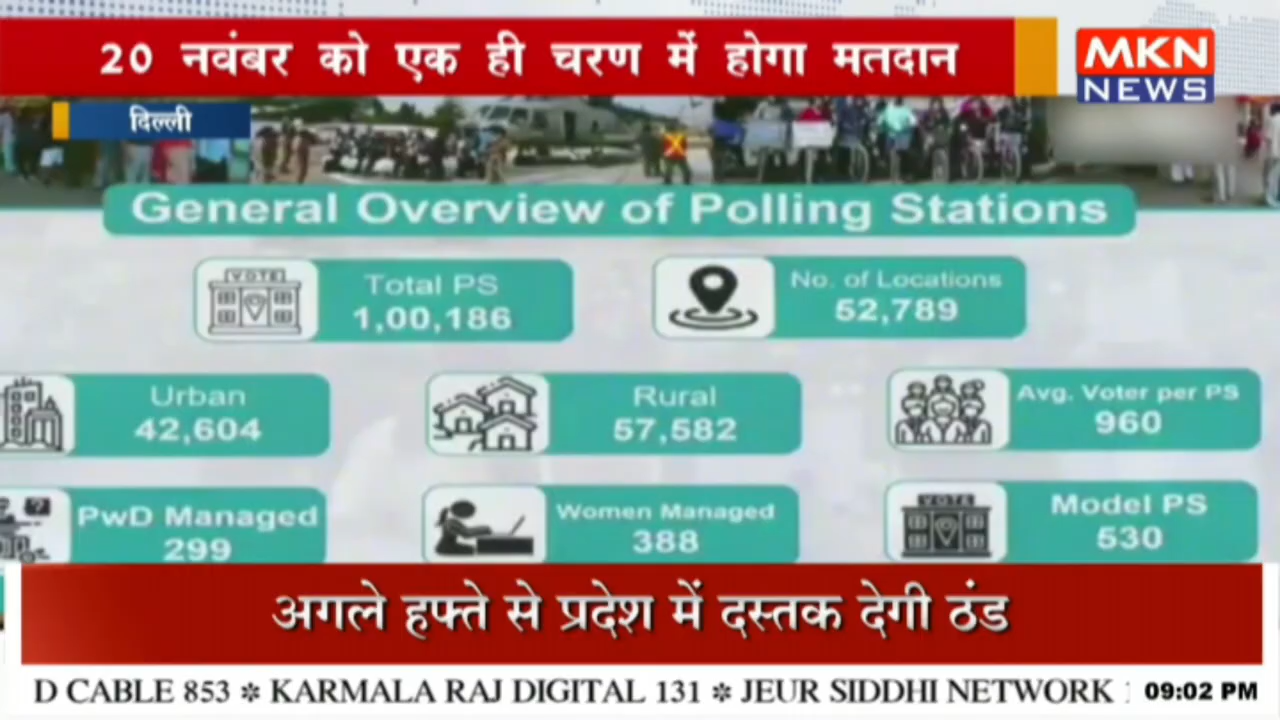 20 नवंबर को एक ही चरण में होगा मतदान
MKN
NEWS
दिल्ली
General Overview of Polling Stations
VOTE
Total PS
1,00,186
No. of Locations
52,789
Urban
42,604
Rural
57,582
Avg. Voter per PS
960
PwD Managed
299
Women Managed
388
VOTE
Model PS
530
अगले हफ्ते से प्रदेश में दस्तक देगी ठंड
D CABLE 853 ✲ KARMALA RAJ DIGITAL 131 ✲ JEUR SIDDHI NETWORK
09:02 PM